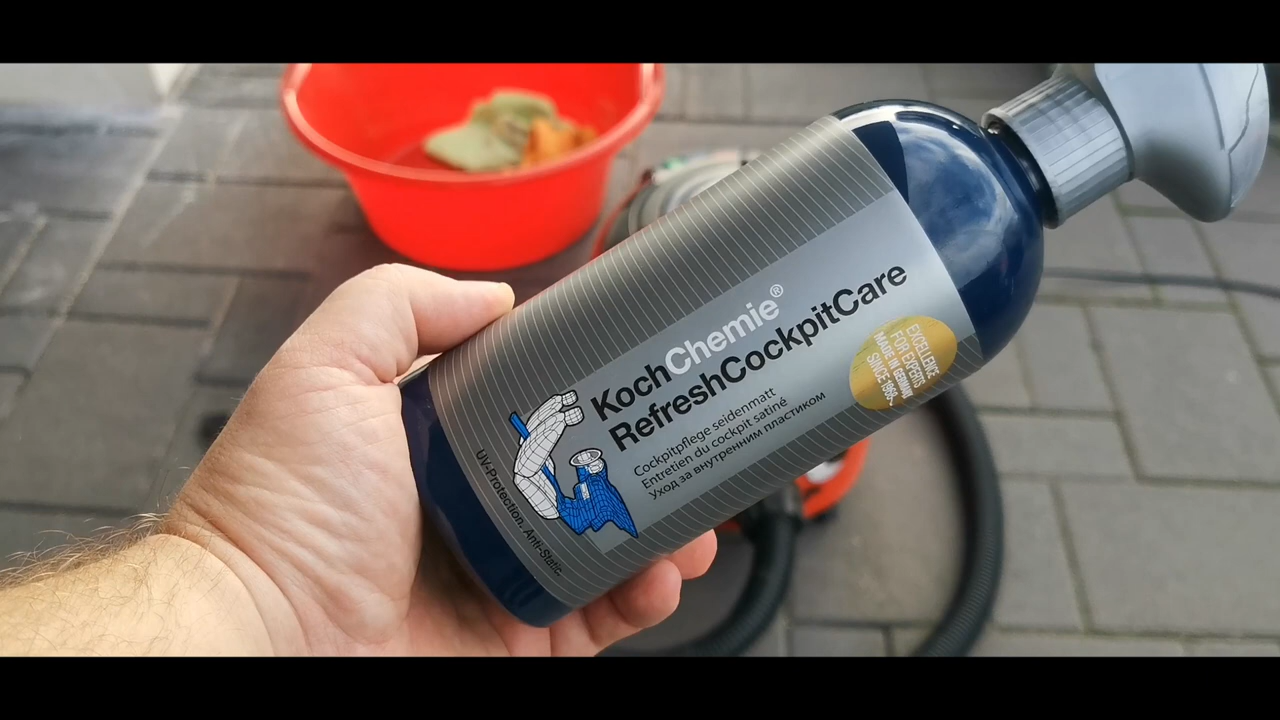 KochChemie®
RefreshCockpitCare
Cockpitpflege seidenmatt
Entretien du cockpit satiné
Уход за внутренним пластиком
EXCELLENCE
FOR EXPERTS
MADE IN GERMANY
SINCE 1968
UV-Protection. Anti-Static.